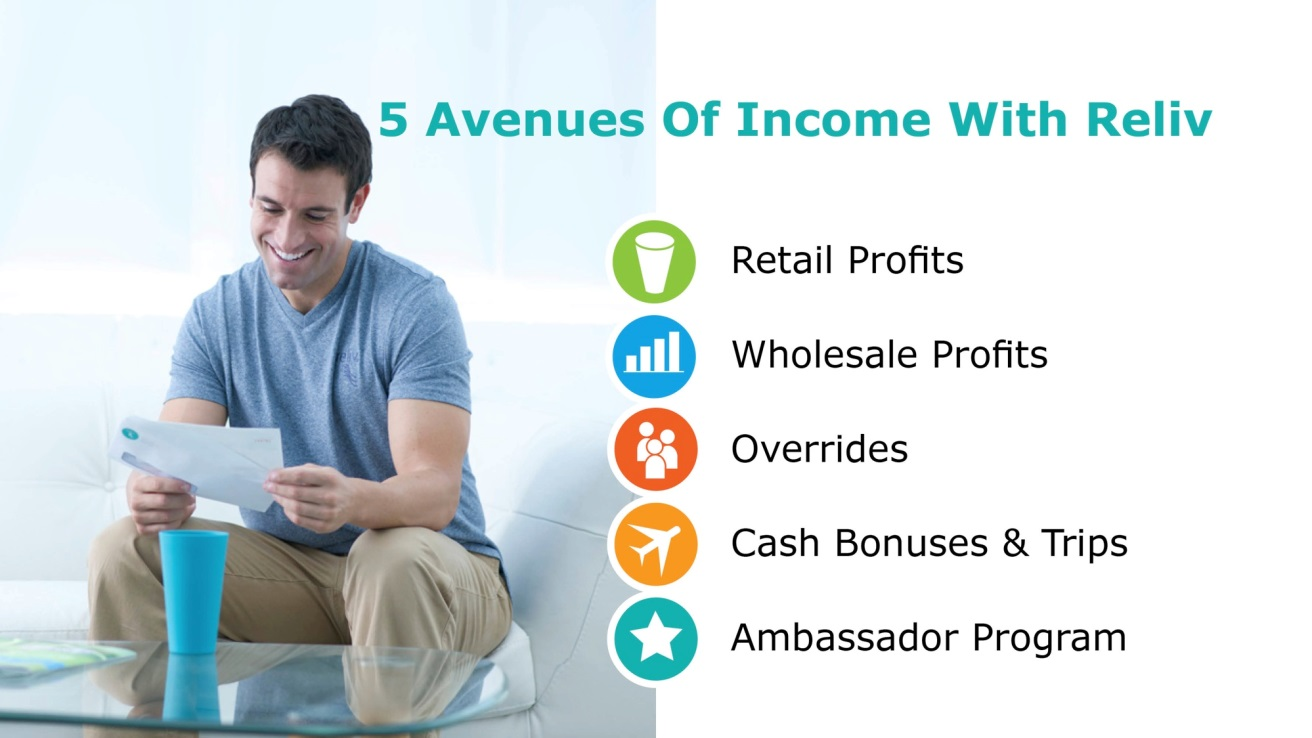 5 Avenues Of Income With Reliv
Retail Profits
Wholesale Profits
Overrides
Cash Bonuses & Trips
Ambassador Program